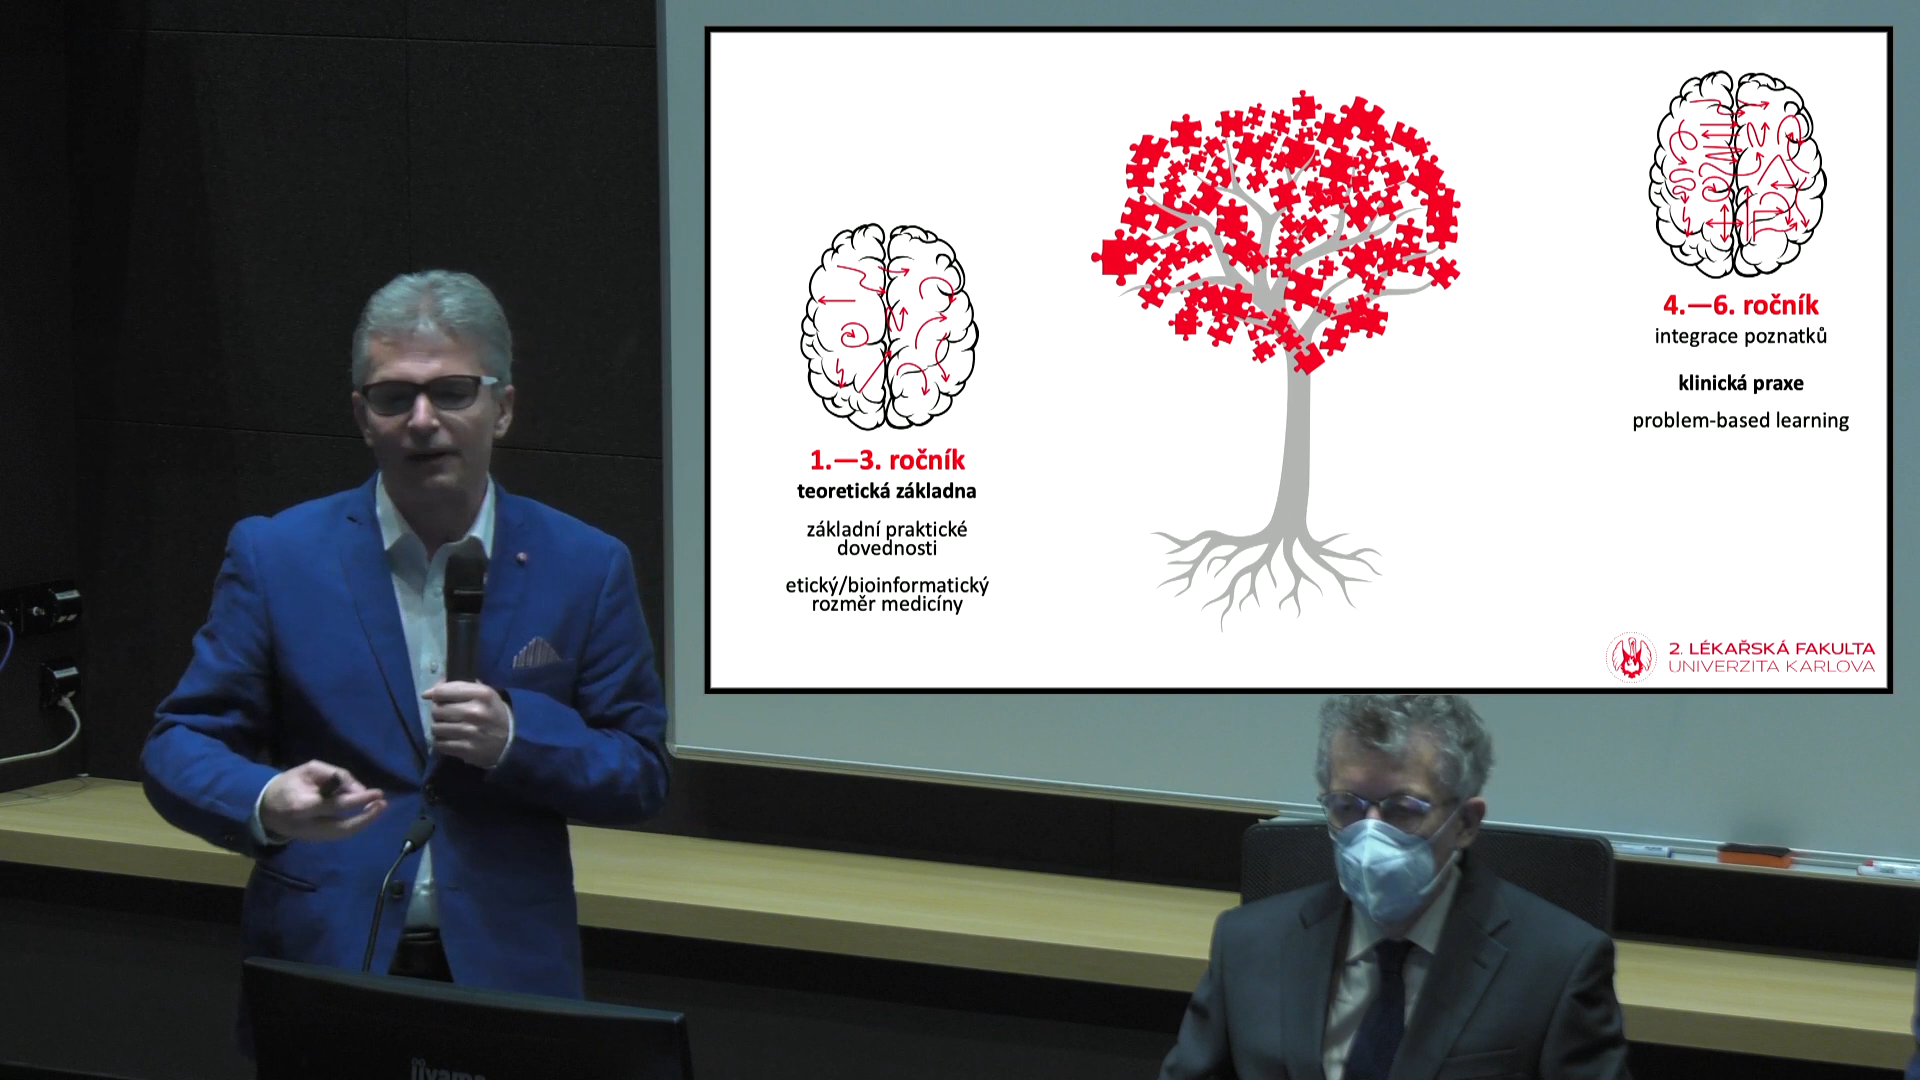 1.—3. ročník
teoretická základna
základní praktické
dovednosti
etický/bioinformatický
rozměr medicíny
4.—6. ročník
integrace poznatků
klinická praxe
problem-based learning
2. LÉKAŘSKÁ FAKULTA
UNIVERZITA KARLOVA
iiyama